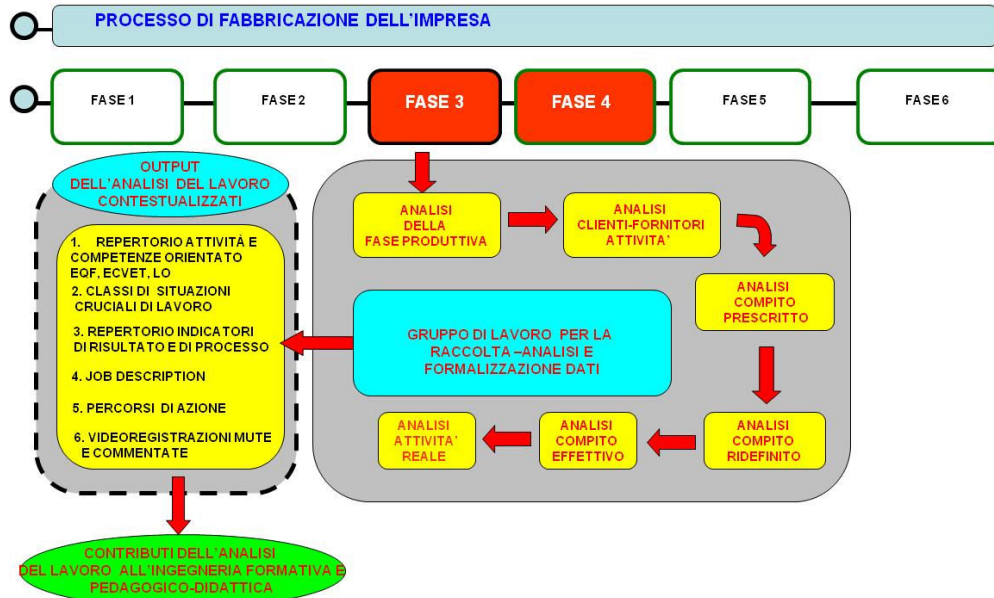 PROCESSO DI FABBRICAZIONE DELL'IMPRESA
FASE 1
FASE 2
FASE 3
FASE 4
FASE 5
FASE 6
OUTPUT
DELL'ANALISI DEL LAVORO
CONTESTUALIZZATI
1. REPERTORIO ATTIVITÁ E
COMPETENZE ORIENTATO
EQF, ECVET, LO
2. CLASSI DI SITUAZIONI
CRUCIALI DI LAVORO
3. REPERTORIO INDICATORI
DI RISULTATO E DI PROCESSO
4. JOB DESCRIPTION
5. PERCORSI DI AZIONE
6. VIDEOREGISTRAZIONI MUTE
E COMMENTATE
CONTRIBUTI DELL'ANALISI
DEL LAVORO ALL'INGEGNERIA FORMATIVA E
PEDAGOGICO-DIDATTICA
ANALISI
DELLA
FASE PRODUTTIVA
ANALISI
CLIENTI-FORNITORI
ATTIVITA'
ANALISI
COMPITO
PRESCRITTO
GRUPPO DI LAVORO PER LA
RACCOLTA –ANALISI E
FORMALIZZAZIONE DATI
ANALISI
COMPITO
RIDEFINITO
ANALISI
COMPITO
EFFETTIVO
ANALISI
ATTIVITA'
REALE